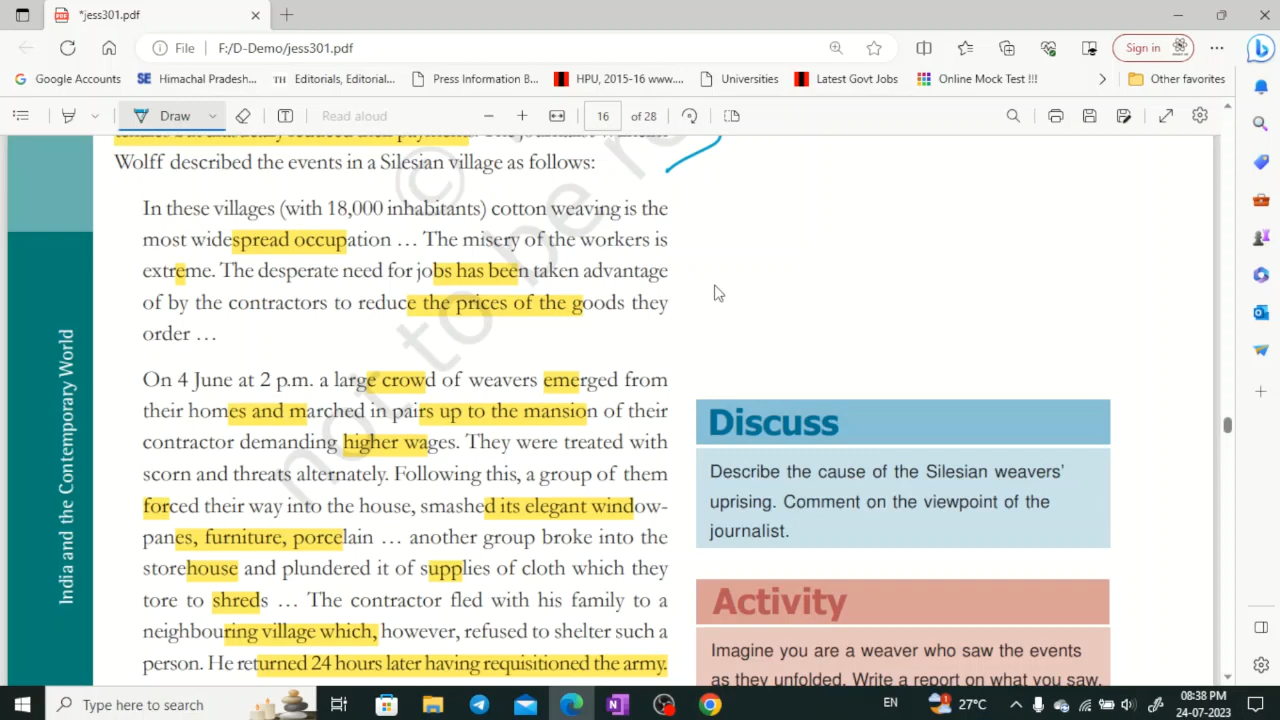 *jess301.pdf
File F:/D-Demo/jess301.pdf Sign in
Google Accounts SE Himachal Pradesh... TH Editorials, Editorial... Press Information B... HPU, 2015-16 www.... Universities Latest Govt Jobs Online Mock Test !!! Other favorites
Draw Read aloud 16 of 28
Wolff described the events in a Silesian village as follows:
In these villages (with 18,000 inhabitants) cotton weaving is the
most widespread occupation … The misery of the workers is
extreme. The desperate need for jobs has been taken advantage
of by the contractors to reduce the prices of the goods they
order …
On 4 June at 2 p.m. a large crowd of weavers emerged from
their homes and marched in pairs up to the mansion of their
contractor demanding higher wages. They were treated with
scorn and threats alternately. Following this, a group of them
forced their way into the house, smashed its elegant window-
panes, furniture, porcelain … another group broke into the
storehouse and plundered it of supplies of cloth which they
tore to shreds … The contractor fled with his family to a
neighbouring village which, however, refused to shelter such a
person. He returned 24 hours later having requisitioned the army.
India and the Contemporary World
© not to be re
Discuss
Describe the cause of the Silesian weavers'
uprising. Comment on the viewpoint of the
journalist.
Activity
Imagine you are a weaver who saw the events
as they unfolded. Write a report on what you saw.
Type here to search
EN 27°C 08:38 PM
24-07-2023